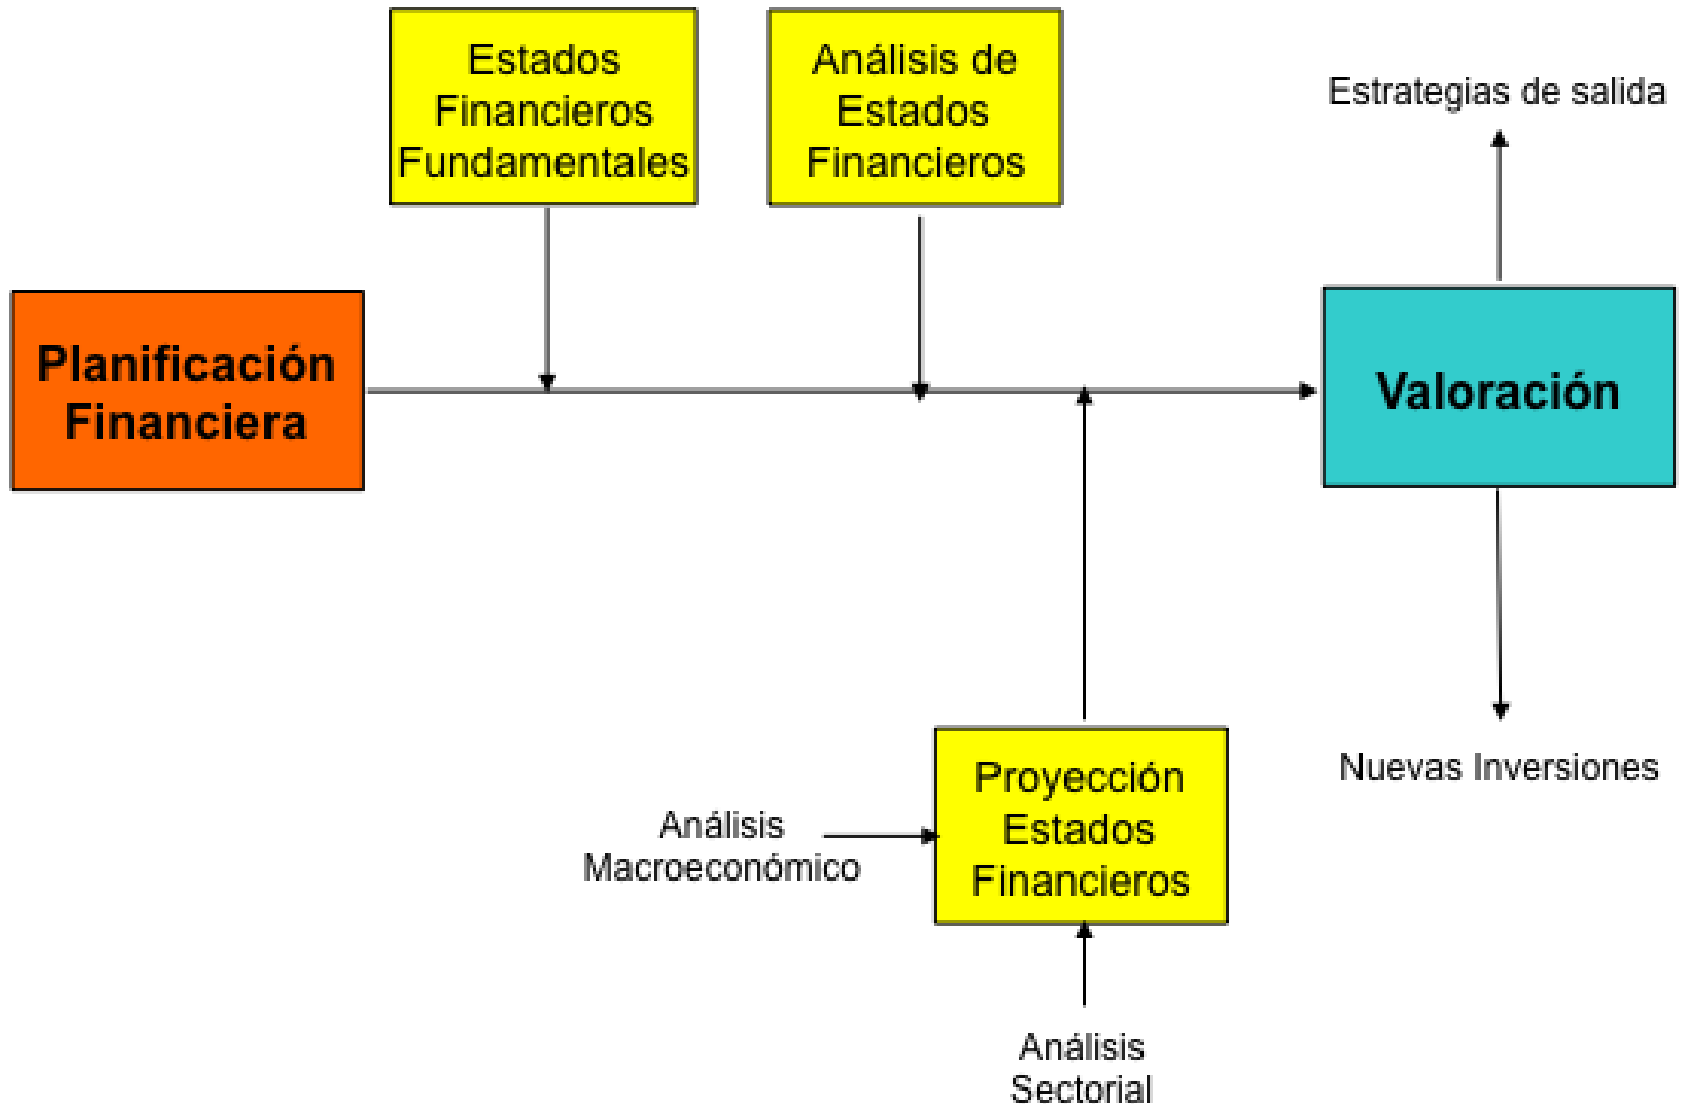 Estados
Financieros
Fundamentales
Análisis de
Estados
Financieros
Estrategias de salida
Planificación
Financiera
Valoración
Nuevas Inversiones
Proyección
Estados
Financieros
Análisis
Macroeconómico
Análisis
Sectorial